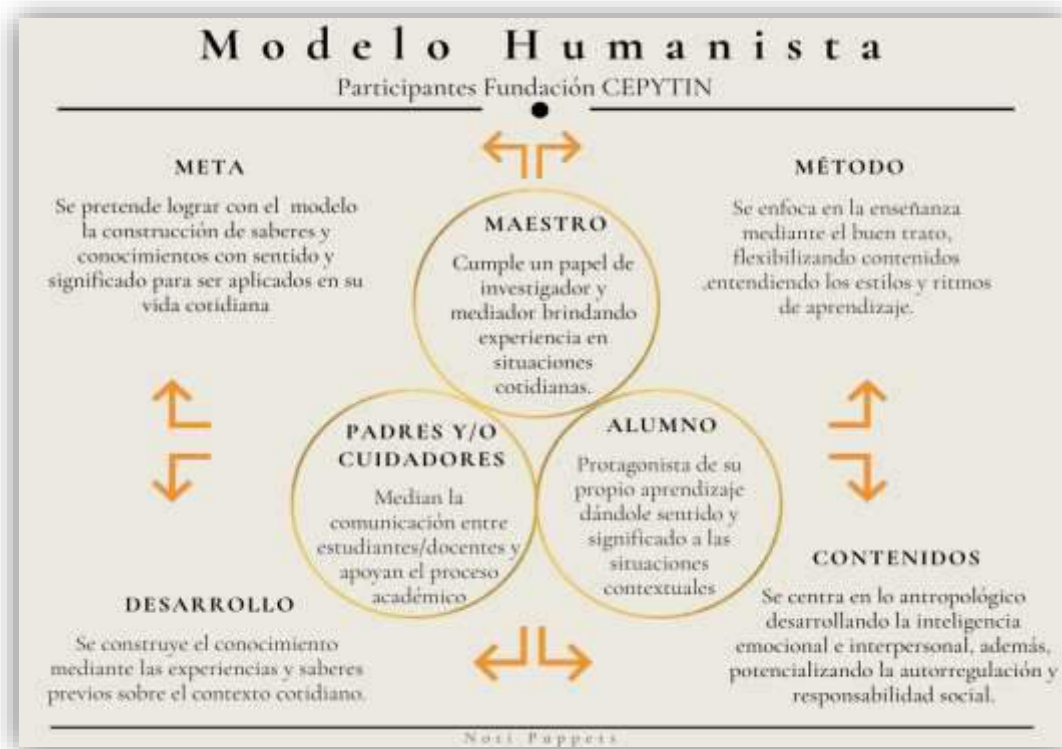 Modelo Humanista
Participantes Fundación CEPYTIN
META
Se pretende lograr con el modelo
la construcción de saberes y
conocimientos con sentido y
significado para ser aplicados en su
vida cotidiana
MAESTRO
Cumple un papel de
investigador y
mediador brindando
experiencia en
situaciones
cotidianas.
MÉTODO
Se enfoca en la enseñanza
mediante el buen trato,
flexibilizando contenidos
,entendiendo los estilos y ritmos
de aprendizaje.
PADRES Y/O
CUIDADORES
Median la
comunicación entre
estudiantes/docentes y
apoyan el proceso
académico
ALUMNO
Protagonista de su
propio aprendizaje
dándole sentido y
significado a las
situaciones
contextuales
DESARROLLO
Se construye el conocimiento
mediante las experiencias y saberes
previos sobre el contexto cotidiano.
CONTENIDOS
Se centra en lo antropológico
desarrollando la inteligencia
emocional e interpersonal, además,
potencializando la autorregulación y
responsabilidad social.
Noti Puppets